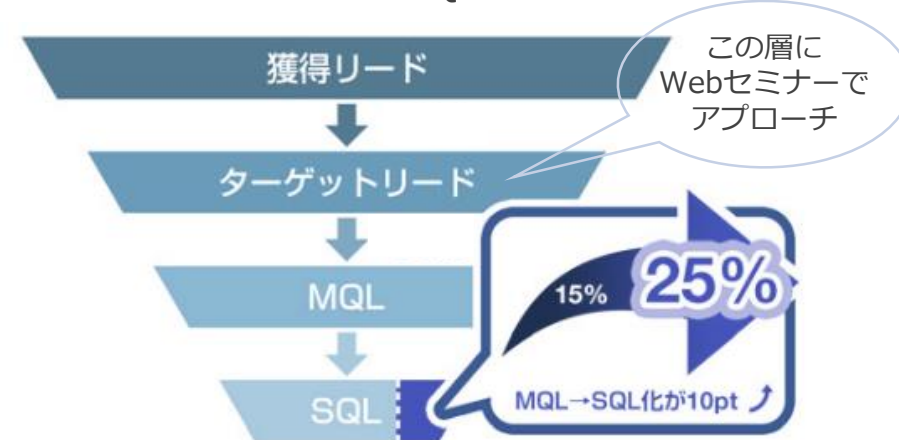 獲得リード
この層に
Webセミナーで
アプローチ
ターゲットリード
MQL
15%
25%
SQL
MQL→SQL化が10pt